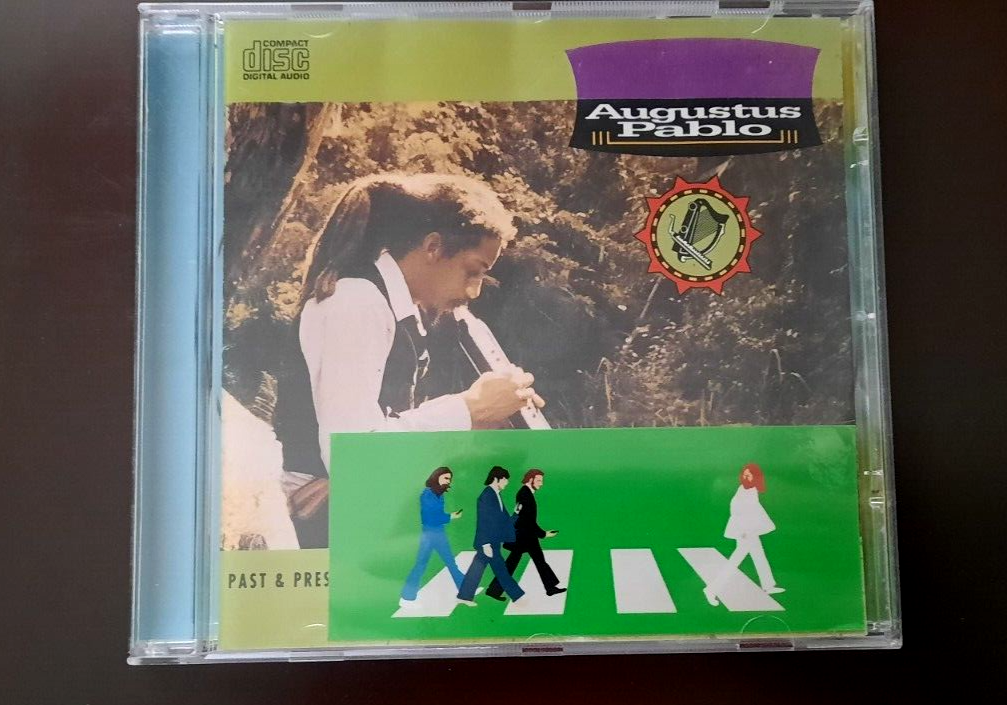 COMPACT
disc
DIGITAL AUDIO
Augustus
Pablo
PAST & PRES